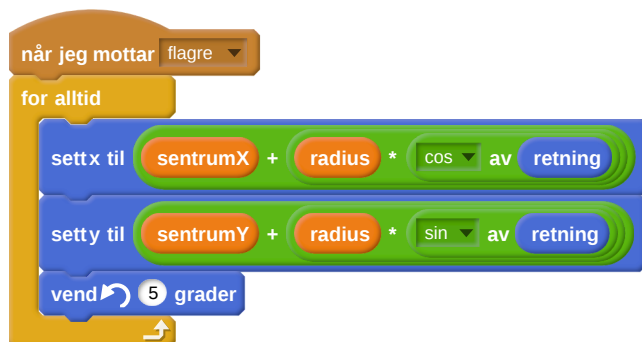 når jeg mottar flagre
for alltid
sett x til sentrumX + radius * cos av retning
sett y til sentrumY + radius * sin av retning
vend 5 grader